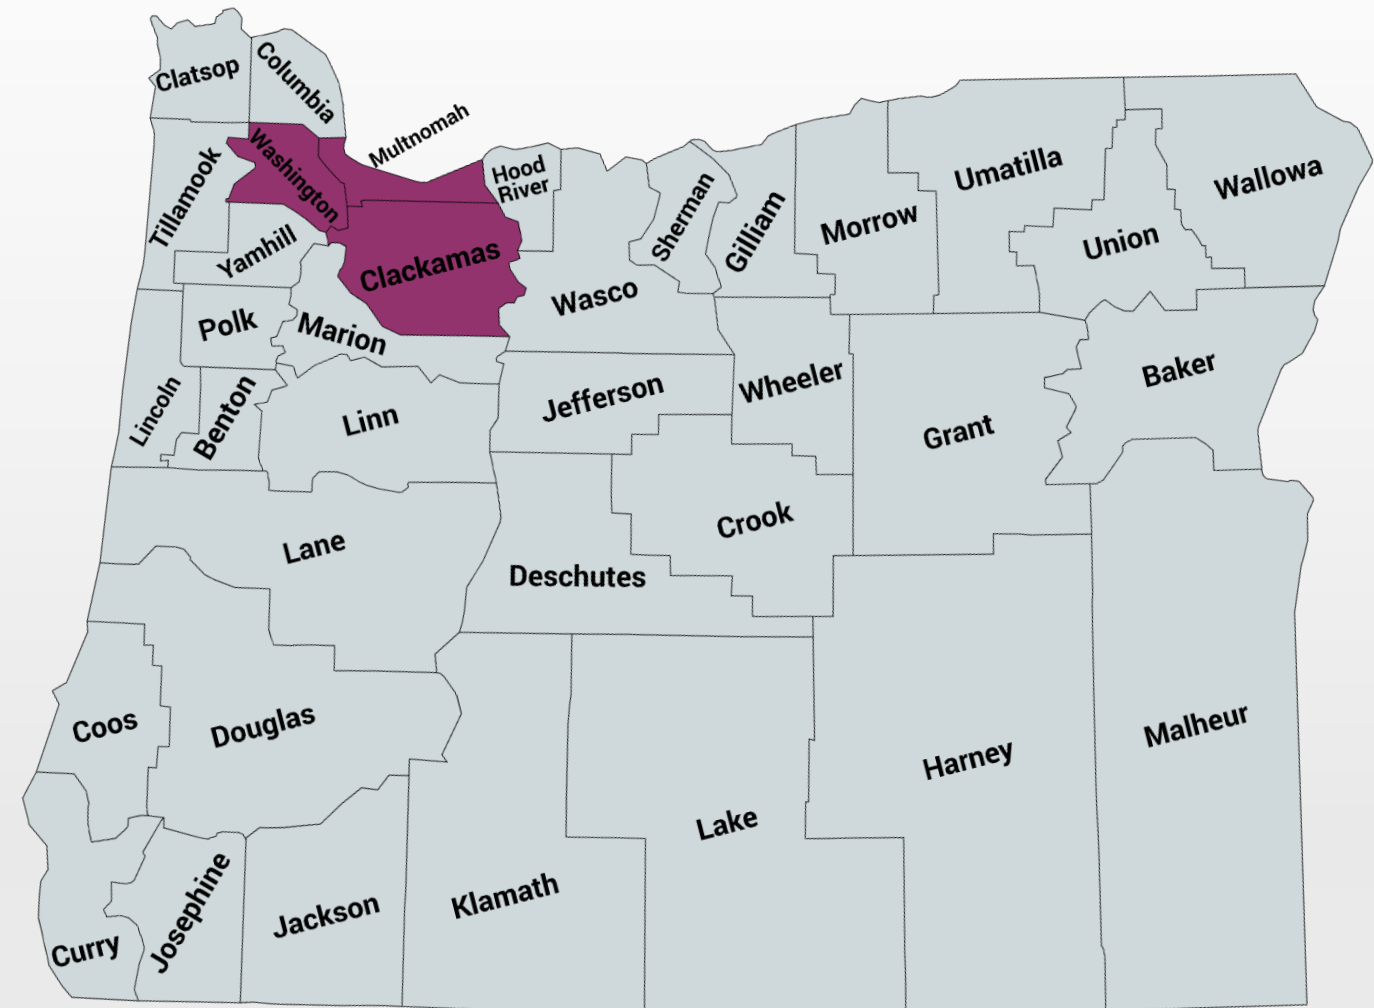 Clatsop
Columbia
Multnomah
Washington
Tillamook
Hood
River
Yamhill
Clackamas
Sherman
Gilliam
Morrow
Umatilla
Wallowa
Union
Wasco
Polk
Marion
Lincoln
Benton
Linn
Jefferson
Wheeler
Grant
Baker
Lane
Crook
Deschutes
Coos
Douglas
Harney
Malheur
Lake
Klamath
Curry
Josephine
Jackson